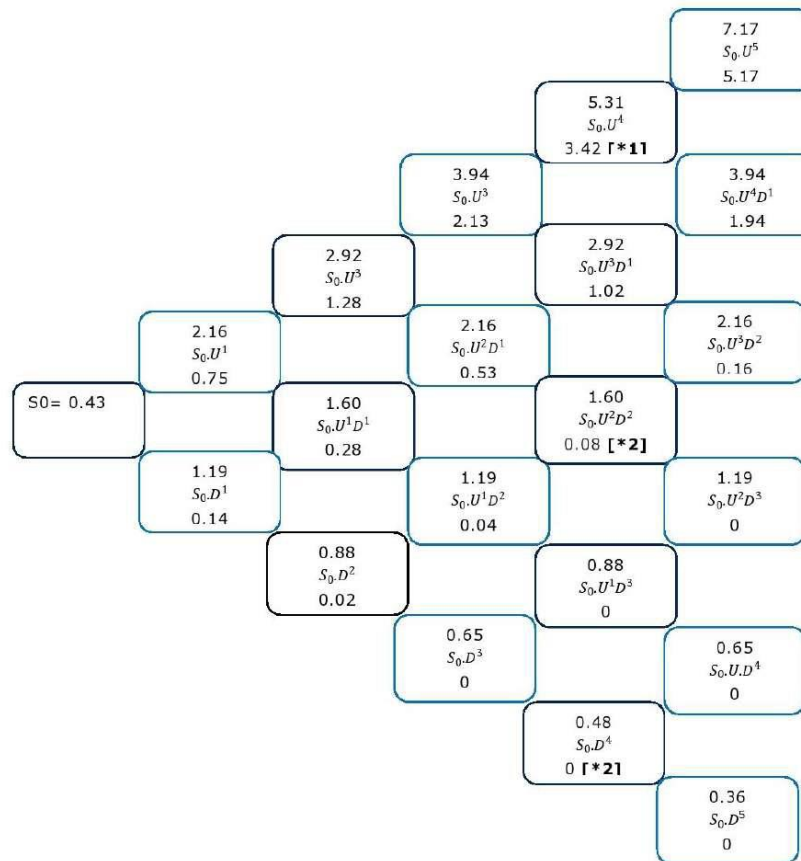 7.17
S₀.U⁵
5.17
5.31
S₀.U⁴
3.42 [*1]
3.94
S₀.U³
2.13
3.94
S₀.U⁴D¹
1.94
2.92
S₀.U³
1.28
2.92
S₀.U³D¹
1.02
2.16
S₀.U¹
0.75
2.16
S₀.U²D¹
0.53
2.16
S₀.U³D²
0.16
S0= 0.43
1.60
S₀.U¹D¹
0.28
1.60
S₀.U²D²
0.08 [*2]
1.19
S₀.D¹
0.14
1.19
S₀.U¹D²
0.04
1.19
S₀.U²D³
0
0.88
S₀.D²
0.02
0.88
S₀.U¹D³
0
0.65
S₀.D³
0
0.65
S₀.U.D⁴
0
0.48
S₀.D⁴
0 [*2]
0.36
S₀.D⁵
0